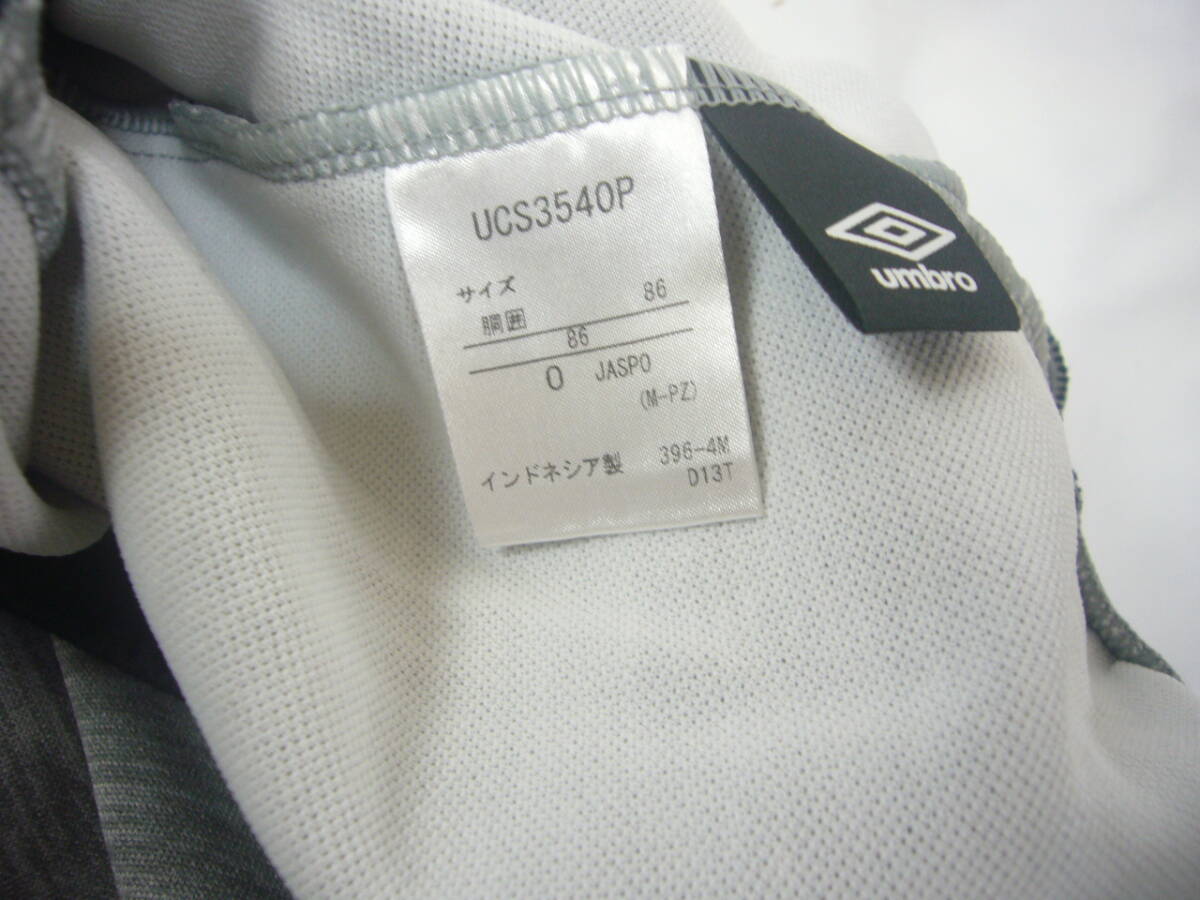 UCS3540P
サイズ
胴囲 86
86
O JASPO
(M-PZ)
インドネシア製 396-4M
D13T
umbro